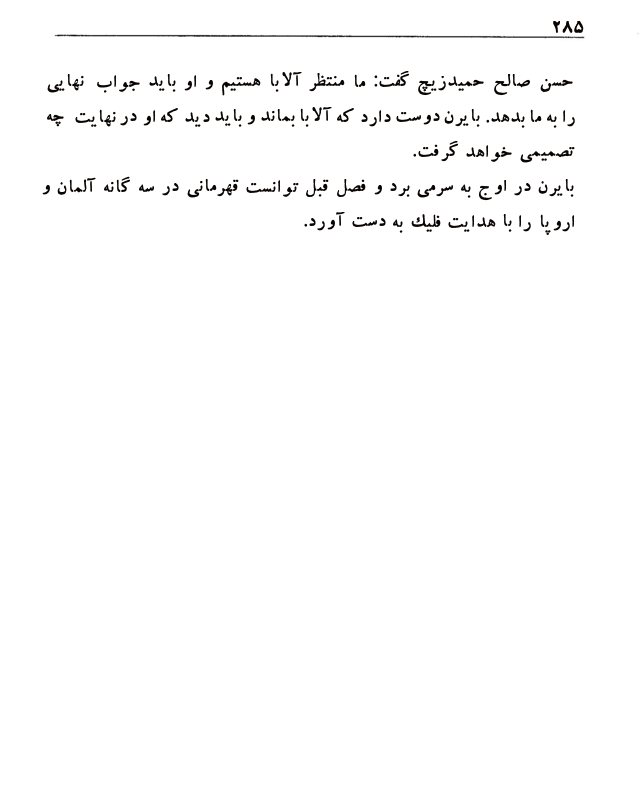 ۲۸۵
حسن صالح حمیدزیچ گفت: ما منتظر آلابا هستیم و او باید جواب نهایی
را به ما بدهد. بایرن دوست دارد که آلابا بماند و باید دید که او در نهایت چه
تصمیمی خواهد گرفت.
بایرن در اوج به سرمی برد و فصل قبل توانست قهرمانی در سه گانه آلمان و
اروپا را با هدایت فلیك به دست آورد.